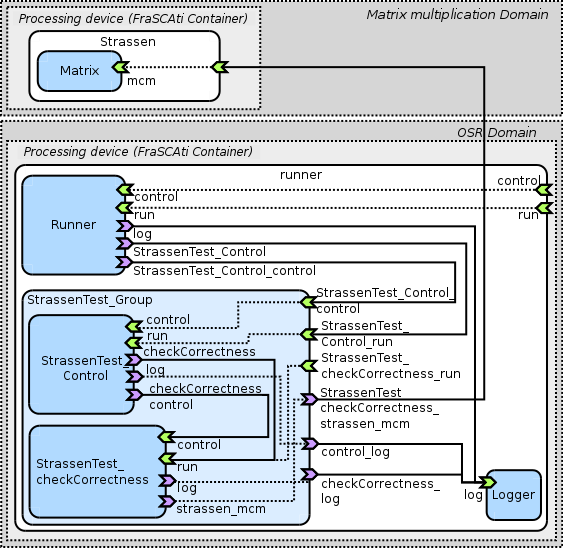 Processing device (FraSCAti Container)
Matrix multiplication Domain
Strassen
Matrix
mcm
OSR Domain
Processing device (FraSCAti Container)
runner
control
control
run
run
Runner
log
StrassenTest_Control
StrassenTest_Control_control
StrassenTest_Group
StrassenTest_Control_
control
control
run
StrassenTest_
Control_run
checkCorrectness
StrassenTest_
Control
log
StrassenTest_
checkCorrectness_run
checkCorrectness
control
StrassenTest
checkCorrectness_
strassen_mcm
control
control_log
StrassenTest_
checkCorrectness
run
log
strassen_mcm
checkCorrectness_
log
log
Logger